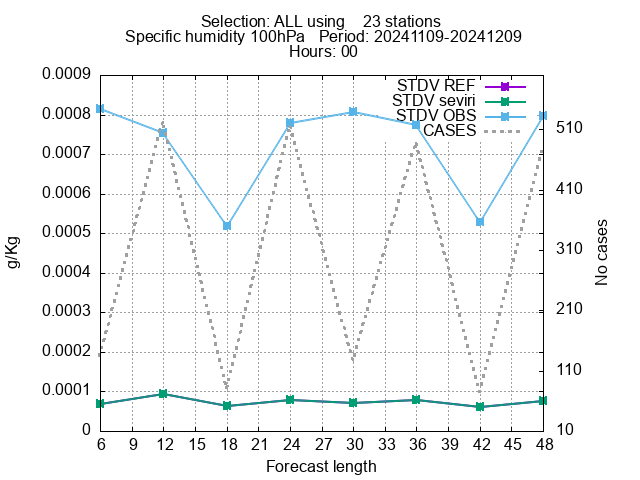 Selection: ALL using    23 stations
Specific humidity 100hPa   Period: 20241109-20241209
Hours: 00
STDV REF
STDV seviri
STDV OBS
CASES
0.0009
0.0008
0.0007
0.0006
0.0005
0.0004
0.0003
0.0002
0.0001
0
g/Kg
510
410
310
210
110
10
No cases
6 9 12 15 18 21 24 27 30 33 36 39 42 45 48
Forecast length